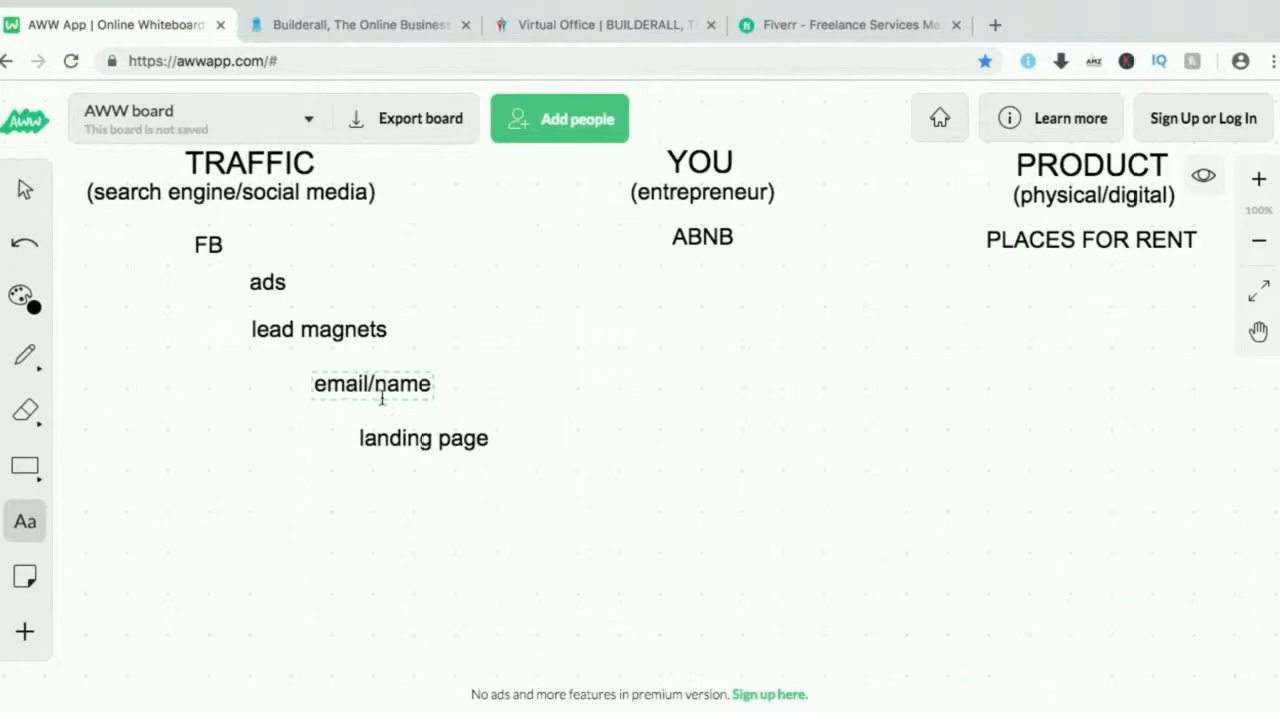 AWW App | Online Whiteboard
Builderall, The Online Business
Virtual Office | BUILDERALL, T
Fiverr - Freelance Services Ma
https://awwapp.com/#
AMZ
K
IQ
AWW
AWW board
This board is not saved
Export board
Add people
Learn more
Sign Up or Log In
TRAFFIC
(search engine/social media)
YOU
(entrepreneur)
PRODUCT
(physical/digital)
100%
FB
ABNB
PLACES FOR RENT
ads
lead magnets
email/name
landing page
Aa
No ads and more features in premium version. Sign up here.